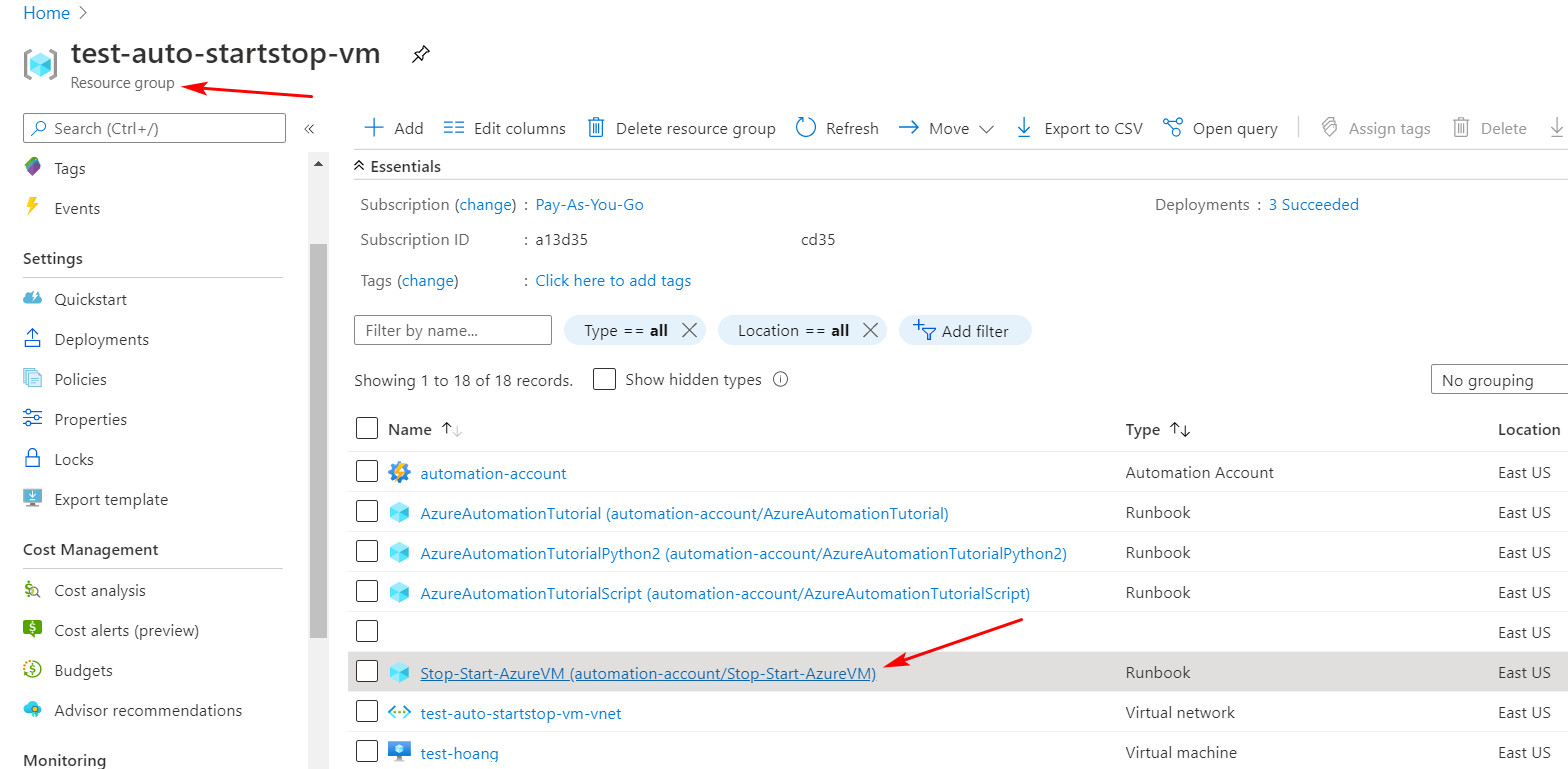 Home >
test-auto-startstop-vm
Resource group
Search (Ctrl+/)
«
Tags
Events
Settings
Quickstart
Deployments
Policies
Properties
Locks
Export template
Cost Management
Cost analysis
Cost alerts (preview)
Budgets
Advisor recommendations
Monitoring
Add Edit columns Delete resource group Refresh Move Export to CSV Open query Assign tags Delete
Essentials
Subscription (change) : Pay-As-You-Go Deployments : 3 Succeeded
Subscription ID : a13d35 cd35
Tags (change) : Click here to add tags
Filter by name... Type == all Location == all Add filter
Showing 1 to 18 of 18 records. Show hidden types No grouping
Name Type Location
automation-account Automation Account East US
AzureAutomationTutorial (automation-account/AzureAutomationTutorial) Runbook East US
AzureAutomationTutorialPython2 (automation-account/AzureAutomationTutorialPython2) Runbook East US
AzureAutomationTutorialScript (automation-account/AzureAutomationTutorialScript) Runbook East US
East US
Stop-Start-AzureVM (automation-account/Stop-Start-AzureVM) Runbook East US
test-auto-startstop-vm-vnet Virtual network East US
test-hoang Virtual machine East US